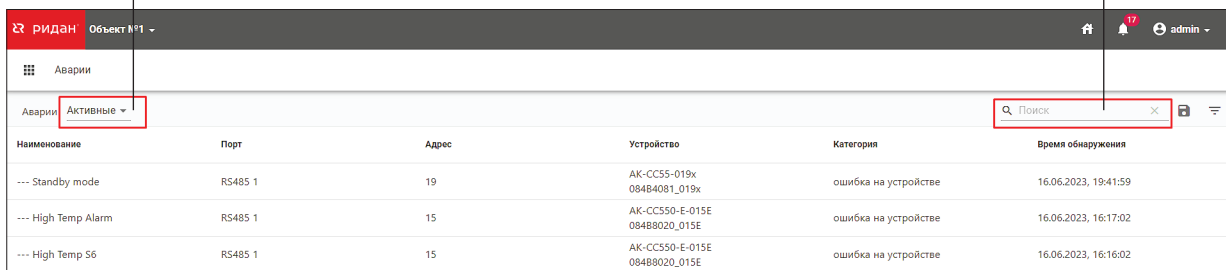 ридан Объект №1 17 admin
Аварии
Аварии Активные Поиск
Наименование Порт Адрес Устройство Категория Время обнаружения
--- Standby mode RS485 1 19 AK-CC55-019x ошибка на устройстве 16.06.2023, 19:41:59
084B4081_019x
--- High Temp Alarm RS485 1 15 AK-CC550-E-015E ошибка на устройстве 16.06.2023, 16:17:02
084B8020_015E
--- High Temp S6 RS485 1 15 AK-CC550-E-015E ошибка на устройстве 16.06.2023, 16:16:02
084B8020_015E